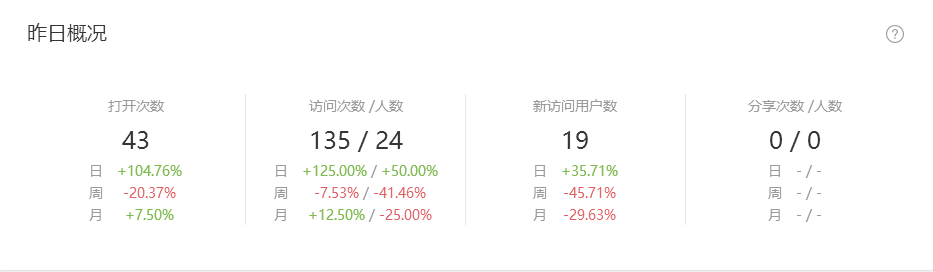 昨日概况
?
打开次数
43
日 +104.76%
周 -20.37%
月 +7.50%
访问次数 /人数
135 / 24
日 +125.00% / +50.00%
周 -7.53% / -41.46%
月 +12.50% / -25.00%
新访问用户数
19
日 +35.71%
周 -45.71%
月 -29.63%
分享次数 /人数
0 / 0
日 - / -
周 - / -
月 - / -